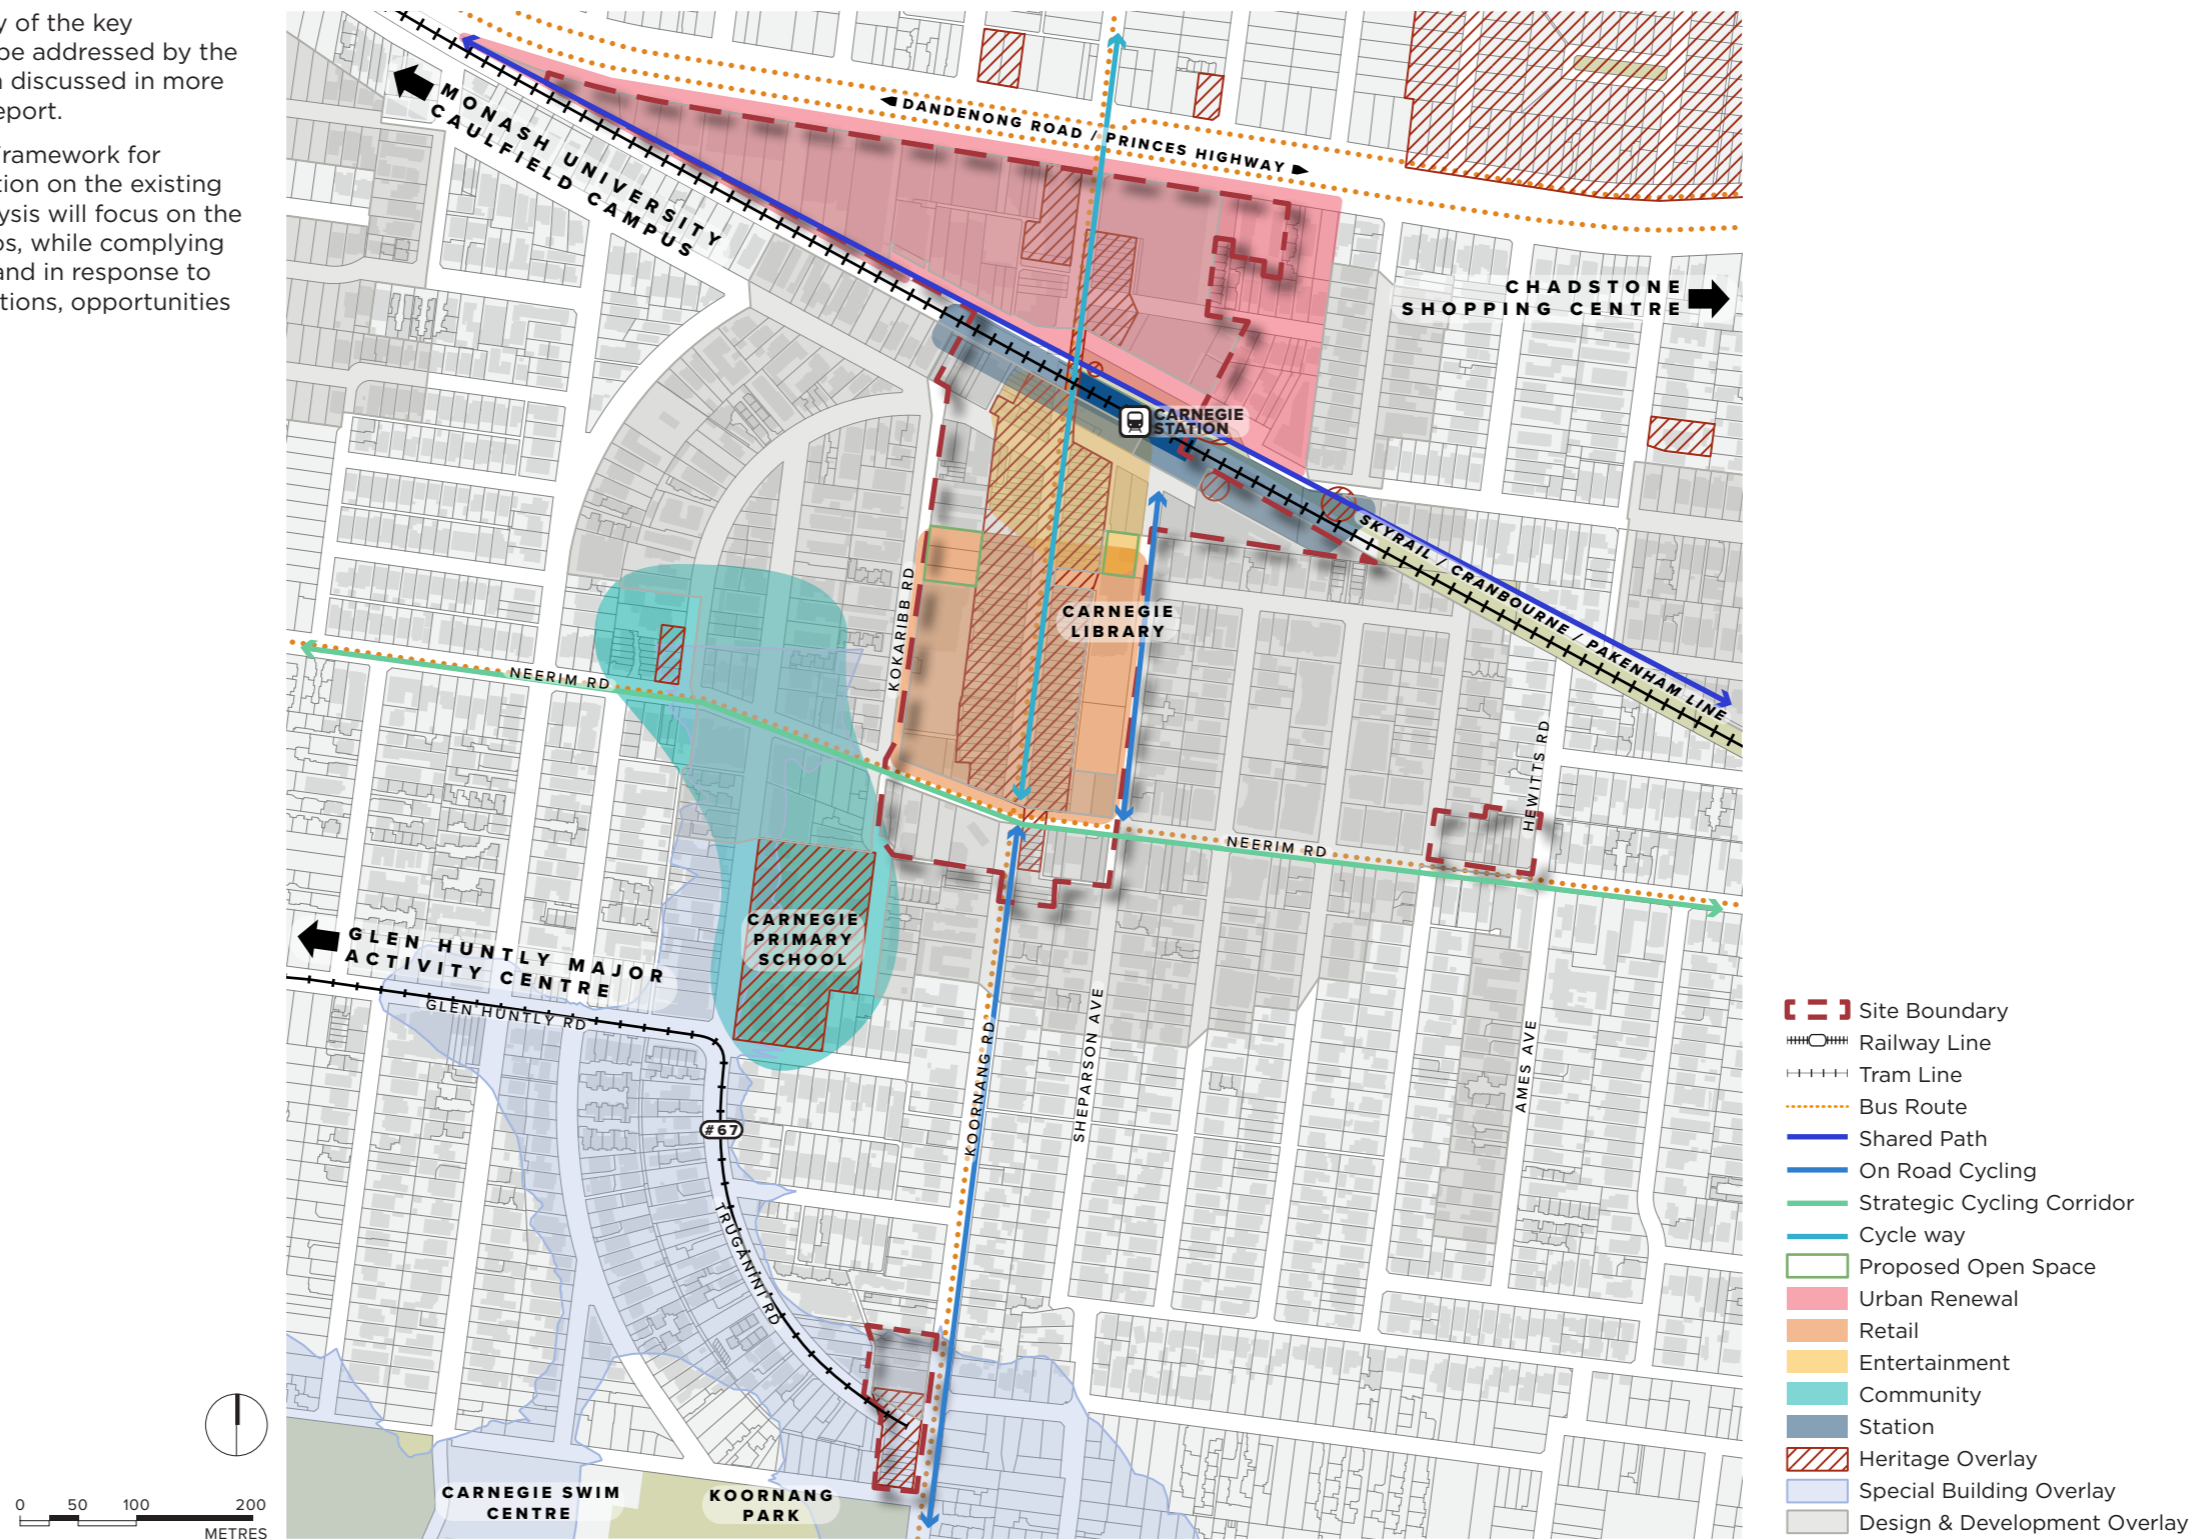 y of the key
be addressed by the
n discussed in more
eport.
ramework for
tion on the existing
lysis will focus on the
os, while complying
and in response to
tions, opportunities
MONASH UNIVERSITY
CAULFIELD CAMPUS
DANDENONG ROAD / PRINCES HIGHWAY
CHADSTONE
SHOPPING CENTRE
CARNEGIE
STATION
SKYRAIL / CRANBOURNE / PAKENHAM LINE
KOKARIBB RD
CARNEGIE
LIBRARY
NEERIM RD
NEERIM RD
HEWITTS RD
CARNEGIE
PRIMARY
SCHOOL
GLEN HUNTLY MAJOR
ACTIVITY CENTRE
GLEN HUNTLY RD
#67
KOORNANG RD
SHEPARSON AVE
AMES AVE
TRUGANINI RD
CARNEGIE SWIM
CENTRE
KOORNANG
PARK
0 50 100 200
METRES
Site Boundary
Railway Line
Tram Line
Bus Route
Shared Path
On Road Cycling
Strategic Cycling Corridor
Cycle way
Proposed Open Space
Urban Renewal
Retail
Entertainment
Community
Station
Heritage Overlay
Special Building Overlay
Design & Development Overlay